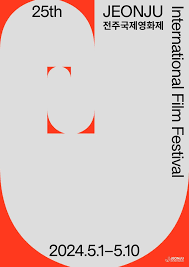 25th
JEONJU
전주국제영화제
International Film Festival
2024.5.1–5.10